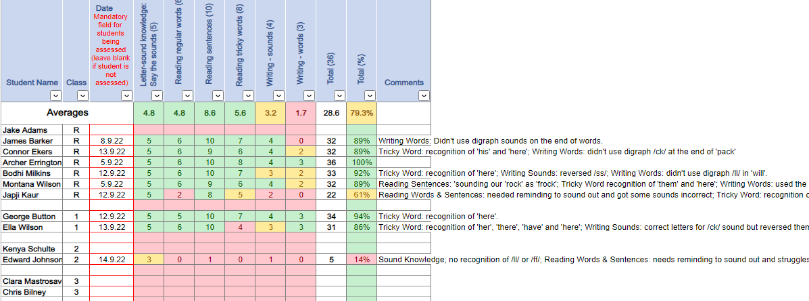 Date
Mandatory field for students being assessed (leave blank if student is not assessed)
Student Name Class Letter-sound knowledge: Say the sounds (5) Reading regular words (6 Reading sentences (10) Reading tricky words (8) Writing - sounds (4) Writing - words (3) Total (36) Total (%) Comments
Averages 4.8 4.8 8.6 5.6 3.2 1.7 28.6 79.3%
Jake Adams R
James Barker R 8.9.22 5 6 10 7 4 0 32 89% Writing Words: Didn't use digraph sounds on the end of words.
Connor Ekers R 13.9.22 5 6 9 6 4 2 32 89% Tricky Word: recognition of 'his' and 'here'; Writing Words: didn't use digraph /ck/ at the end of 'pack'
Archer Errington R 5.9.22 5 6 10 8 4 3 36 100%
Bodhi Milkins R 12.9.22 5 6 10 7 3 2 33 92% Tricky Word: recognition of 'here'; Writing Sounds: reversed /ss/; Writing Words: didn't use digraph /ll/ in 'will'.
Montana Wilson R 5.9.22 5 6 9 6 4 2 32 89% Reading Sentences: 'sounding our 'rock' as 'frock'; Tricky Word recognition of 'them' and 'here'; Writing Words: used the
Japji Kaur R 12.9.22 5 2 8 5 2 0 22 61% Reading Words & Sentences: needed reminding to sound out and got some sounds incorrect; Tricky Word: recognition o
George Button 1 12.9.22 5 5 10 7 4 3 34 94% Tricky Word: recognition of 'here'.
Ella Wilson 1 13.9.22 5 6 10 4 3 3 31 86% Tricky Word: recognition of 'her', 'there', 'have' and 'here'; Writing Sounds: correct letters for /ck/ sound but reversed them
Kenya Schulte 2
Edward Johnson 2 14.9.22 3 0 1 0 1 0 5 14% Sound Knowledge; no recognition of /ll/ or /ff/; Reading Words & Sentences: needs reminding to sound out and struggles
Clara Mastrosav 3
Chris Bilney 3